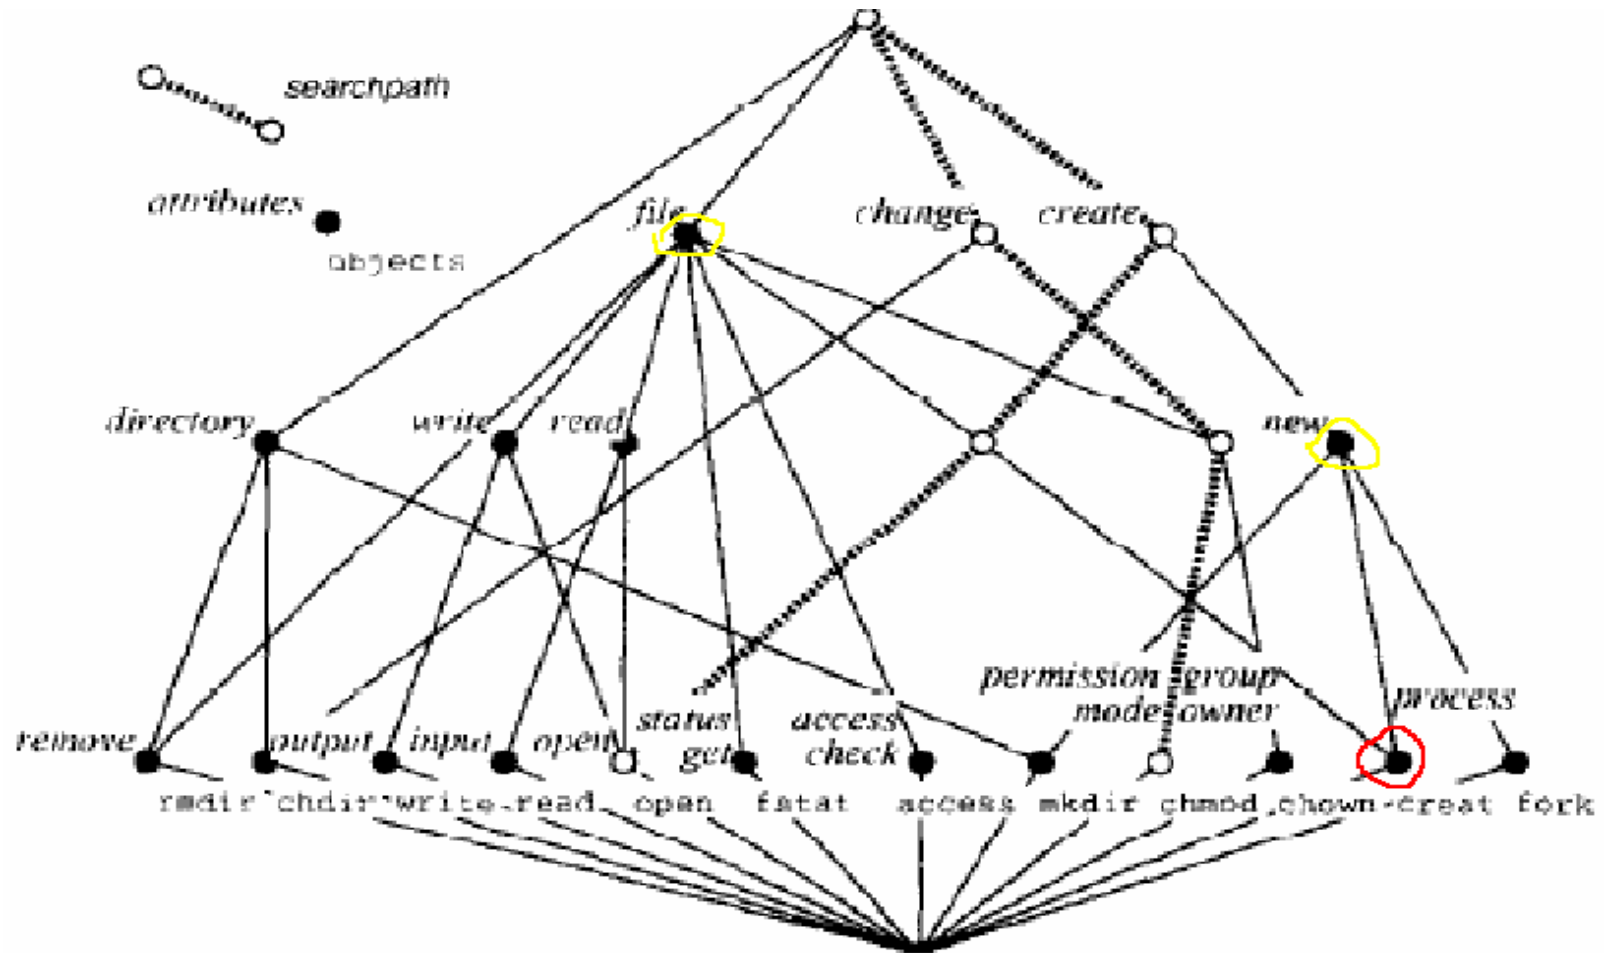 searchpath
attributes
objects
file change create
directory write read new
permission group process
status access mode owner
remove output input open get check
rmdir chdir write read open fstat access mkdir chmod chown creat fork